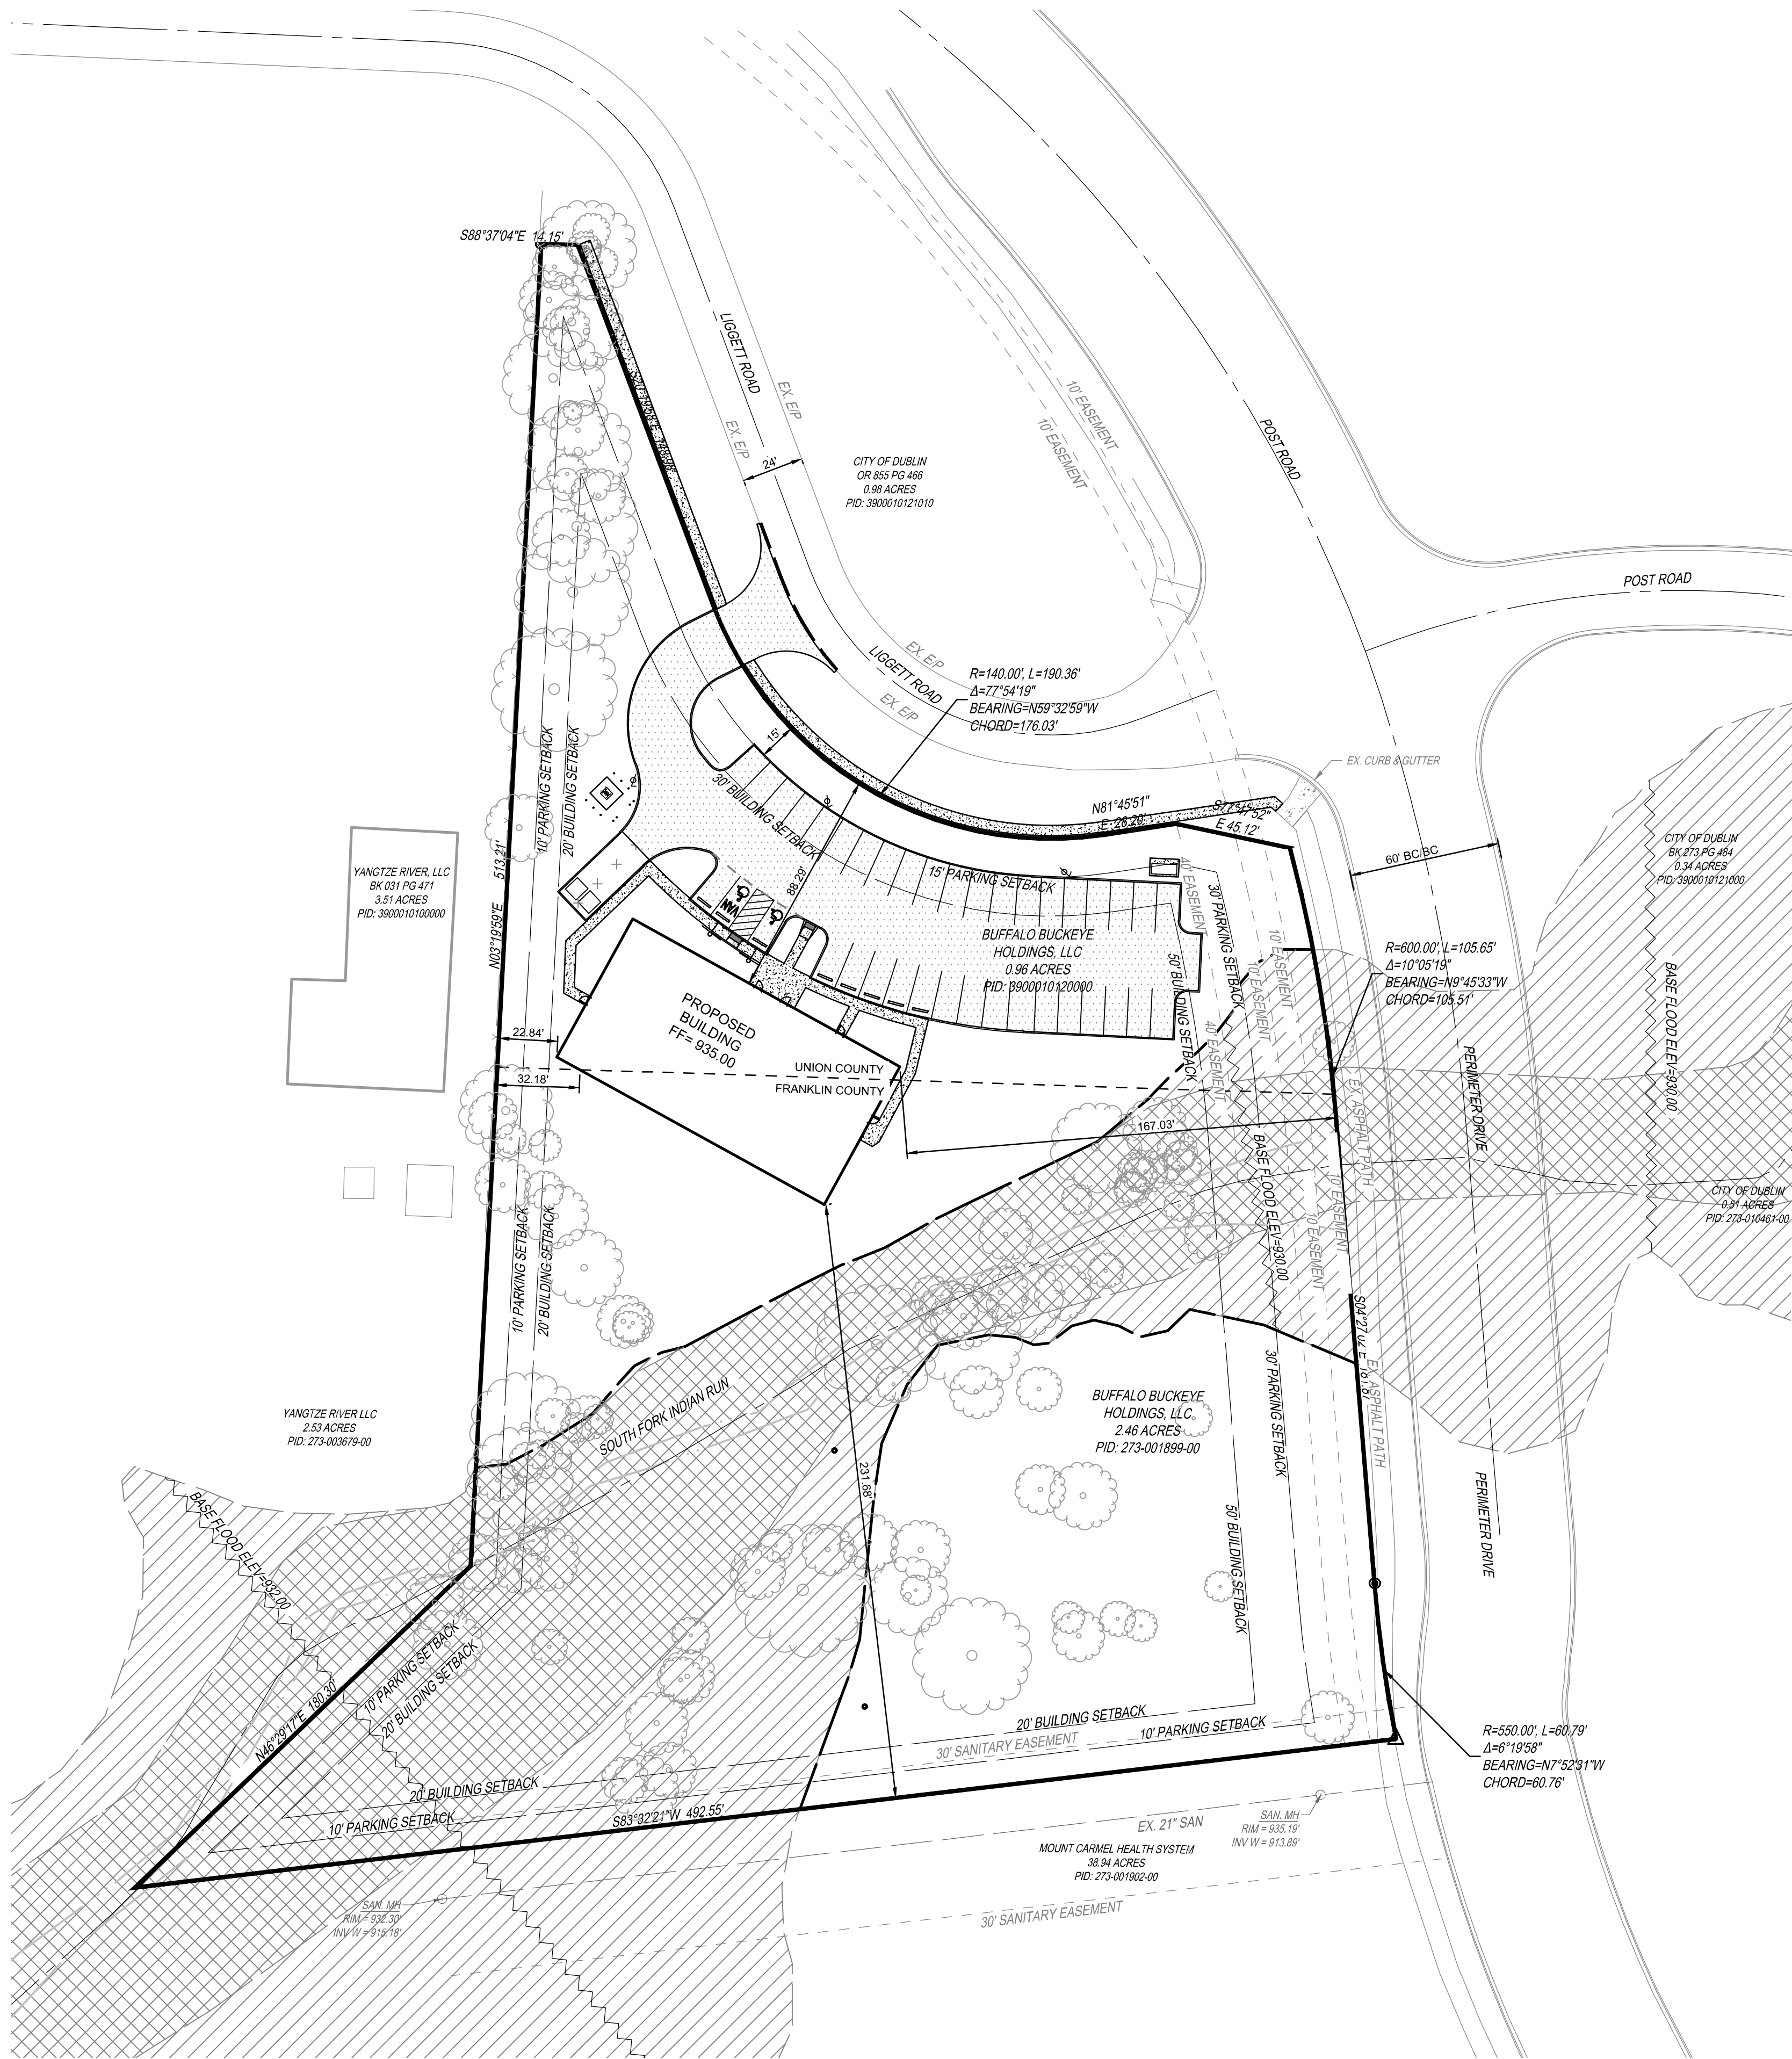 S88°37'04"E 14.15'
LIGGETT ROAD
EX. E/P
EX. E/P
24'
CITY OF DUBLIN
OR 855 PG 466
0.98 ACRES
PID: 3900010121010
10' EASEMENT
10' EASEMENT
POST ROAD
POST ROAD
LIGGETT ROAD
EX. E/P
EX. E/P
R=140.00', L=190.36'
Δ=77°54'19"
BEARING=N59°32'59"W
CHORD=176.03'
15'
EX. CURB & GUTTER
10' PARKING SETBACK
20' BUILDING SETBACK
30' BUILDING SETBACK
N81°45'51"
E 28.20'
S77°47'52"
E 45.12'
60' BC/BC
CITY OF DUBLIN
BK 273 PG 484
0.34 ACRES
PID: 3900010121000
YANGTZE RIVER, LLC
BK 031 PG 471
3.51 ACRES
PID: 3900010100000
N03°19'59"E 513.21'
VAN
88.29'
15' PARKING SETBACK
40' EASEMENT
30' PARKING SETBACK
BUFFALO BUCKEYE
HOLDINGS, LLC
0.96 ACRES
PID: 3900010120000
50' BUILDING SETBACK
10' EASEMENT
10' EASEMENT
40' EASEMENT
R=600.00', L=105.65'
Δ=10°05'19"
BEARING=N9°45'33"W
CHORD=105.51'
BASE FLOOD ELEV=930.00
PROPOSED
BUILDING
FF= 935.00
22.84'
32.18'
UNION COUNTY
FRANKLIN COUNTY
167.03'
EX. ASPHALT PATH
PERIMETER DRIVE
BASE FLOOD ELEV=930.00
10' EASEMENT
10' EASEMENT
CITY OF DUBLIN
0.51 ACRES
PID: 273-010461-00
10' PARKING SETBACK
20' BUILDING SETBACK
SOUTH FORK INDIAN RUN
YANGTZE RIVER LLC
2.53 ACRES
PID: 273-003679-00
BUFFALO BUCKEYE
HOLDINGS, LLC
2.46 ACRES
PID: 273-001899-00
30' PARKING SETBACK
EX. ASPHALT PATH
231.68'
50' BUILDING SETBACK
PERIMETER DRIVE
BASE FLOOD ELEV=932.00
N46°29'17"E 180.30'
10' PARKING SETBACK
20' BUILDING SETBACK
20' BUILDING SETBACK
10' PARKING SETBACK
30' SANITARY EASEMENT
20' BUILDING SETBACK
10' PARKING SETBACK
S83°32'21"W 492.55'
R=550.00', L=60.79'
Δ=6°19'58"
BEARING=N7°52'31"W
CHORD=60.76'
EX. 21" SAN
SAN. MH
RIM = 935.19'
INV W = 913.89'
MOUNT CARMEL HEALTH SYSTEM
38.94 ACRES
PID: 273-001902-00
SAN. MH
RIM = 932.30'
INV W = 915.18'
30' SANITARY EASEMENT